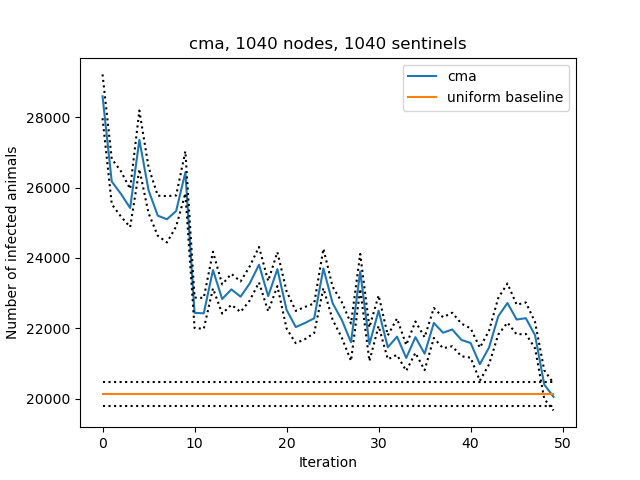 cma, 1040 nodes, 1040 sentinels
cma
uniform baseline
28000
26000
24000
22000
20000
Number of infected animals
0 10 20 30 40 50
Iteration